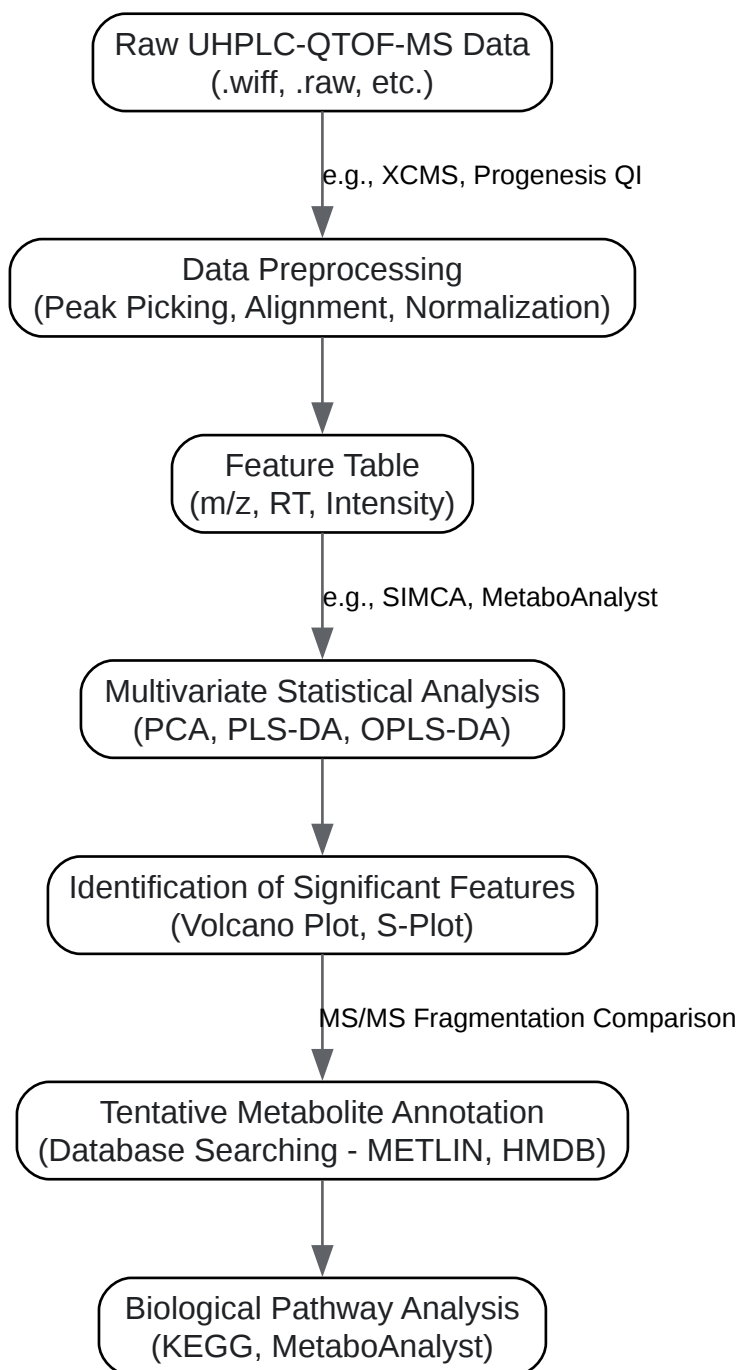 Raw UHPLC-QTOF-MS Data
(.wiff, .raw, etc.)
e.g., XCMS, Progenesis QI
Data Preprocessing
(Peak Picking, Alignment, Normalization)
Feature Table
(m/z, RT, Intensity)
e.g., SIMCA, MetaboAnalyst
Multivariate Statistical Analysis
(PCA, PLS-DA, OPLS-DA)
Identification of Significant Features
(Volcano Plot, S-Plot)
MS/MS Fragmentation Comparison
Tentative Metabolite Annotation
(Database Searching - METLIN, HMDB)
Biological Pathway Analysis
(KEGG, MetaboAnalyst)